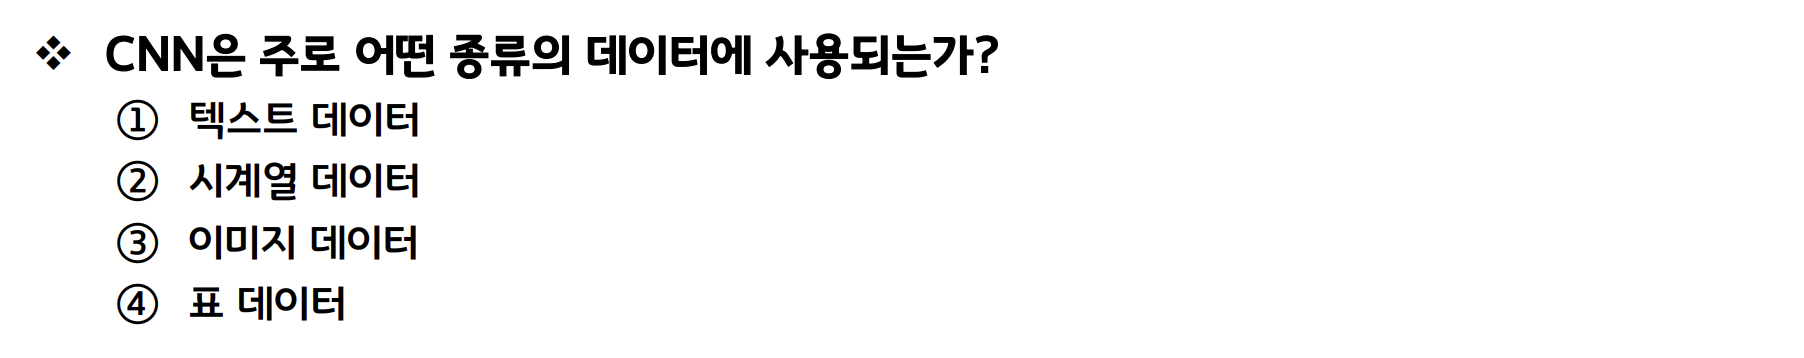 ❖ CNN은 주로 어떤 종류의 데이터에 사용되는가?
① 텍스트 데이터
② 시계열 데이터
③ 이미지 데이터
④ 표 데이터